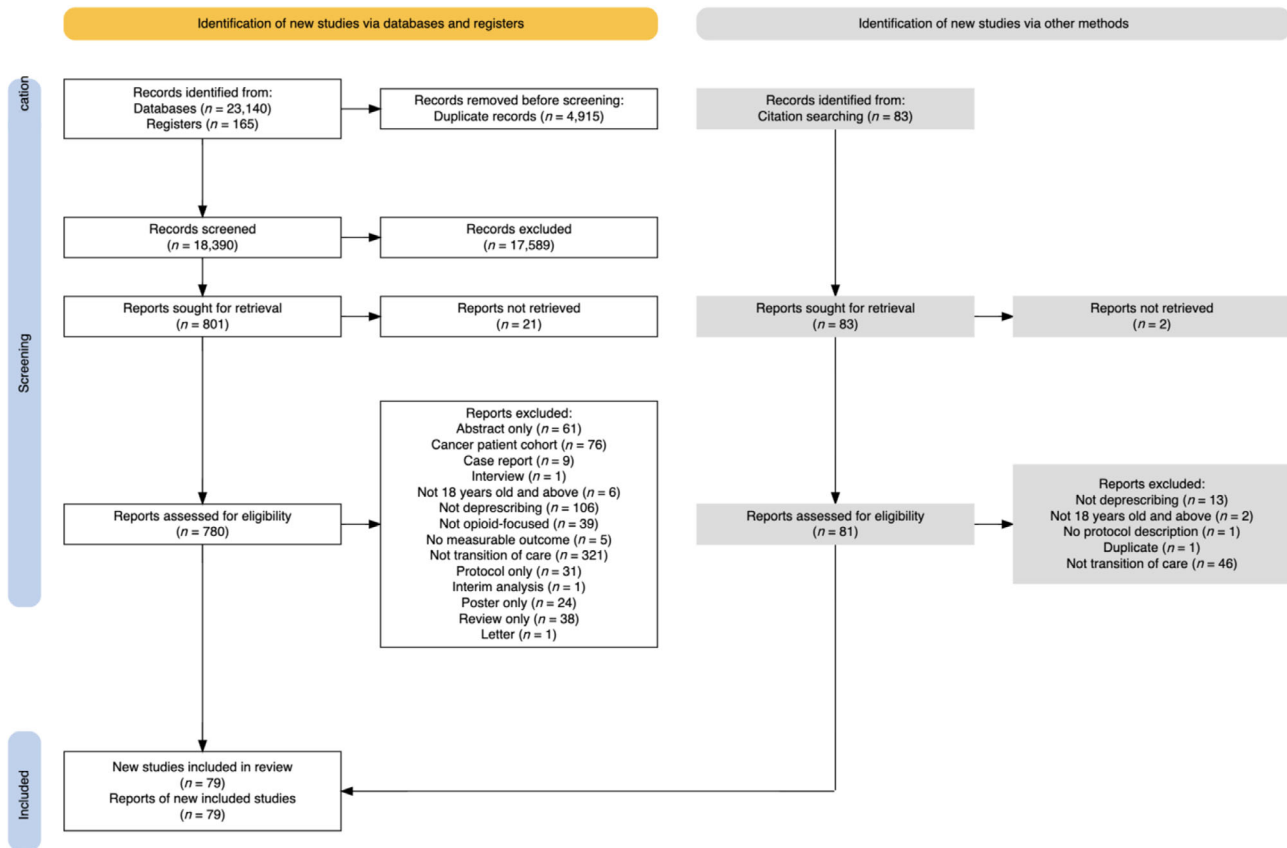 Identification of new studies via databases and registers
Identification of new studies via other methods
cation
Records identified from:
Databases (n = 23,140)
Registers (n = 165)
Records removed before screening:
Duplicate records (n = 4,915)
Records identified from:
Citation searching (n = 83)
Screening
Records screened
(n = 18,390)
Records excluded
(n = 17,589)
Reports sought for retrieval
(n = 801)
Reports not retrieved
(n = 21)
Reports sought for retrieval
(n = 83)
Reports not retrieved
(n = 2)
Reports assessed for eligibility
(n = 780)
Reports excluded:
Abstract only (n = 61)
Cancer patient cohort (n = 76)
Case report (n = 9)
Interview (n = 1)
Not 18 years old and above (n = 6)
Not deprescribing (n = 106)
Not opioid-focused (n = 39)
No measurable outcome (n = 5)
Not transition of care (n = 321)
Protocol only (n = 31)
Interim analysis (n = 1)
Poster only (n = 24)
Review only (n = 38)
Letter (n = 1)
Reports assessed for eligibility
(n = 81)
Reports excluded:
Not deprescribing (n = 13)
Not 18 years old and above (n = 2)
No protocol description (n = 1)
Duplicate (n = 1)
Not transition of care (n = 46)
Included
New studies included in review
(n = 79)
Reports of new included studies
(n = 79)